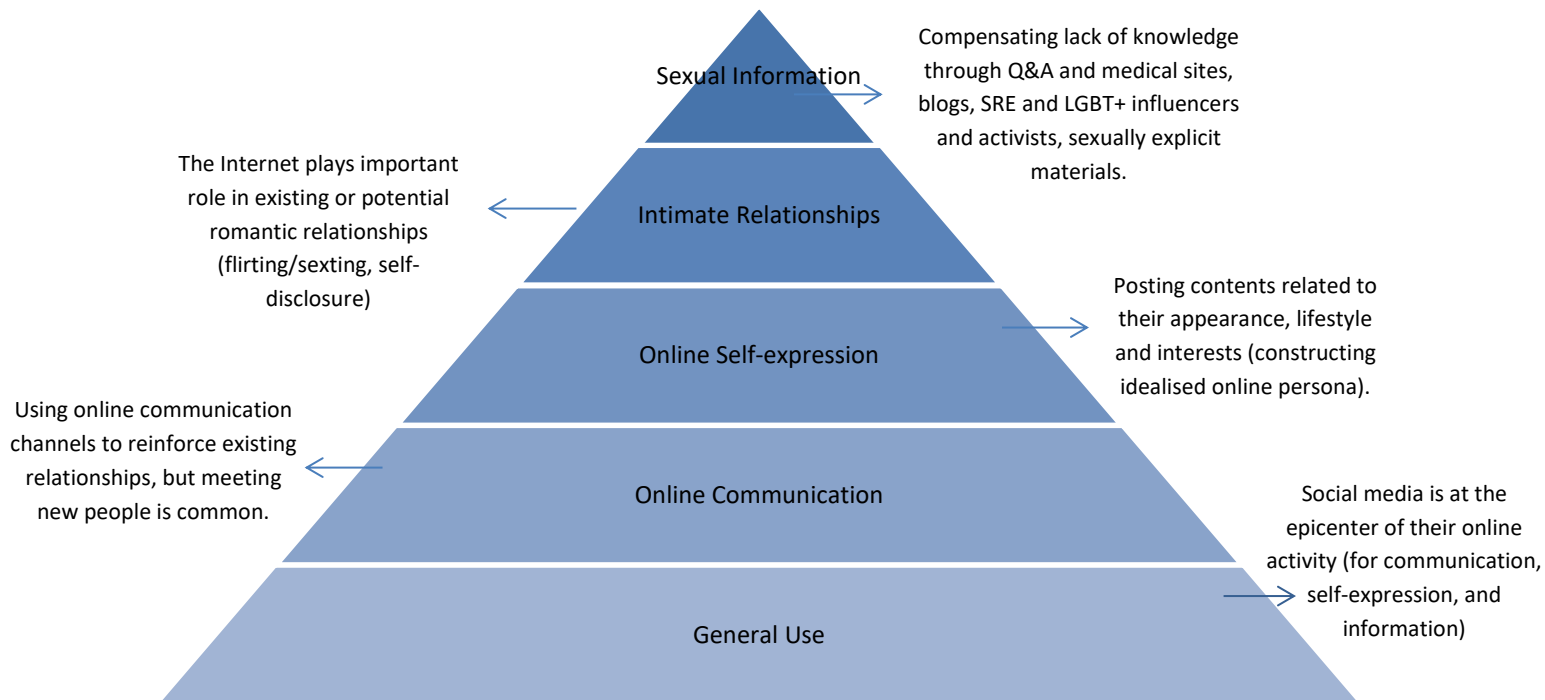 Sexual Information
Compensating lack of knowledge
through Q&A and medical sites,
blogs, SRE and LGBT+ influencers
and activists, sexually explicit
materials.
The Internet plays important
role in existing or potential
romantic relationships
(flirting/sexting, self-
disclosure)
Intimate Relationships
Posting contents related to
their appearance, lifestyle
and interests (constructing
idealised online persona).
Online Self-expression
Using online communication
channels to reinforce existing
relationships, but meeting
new people is common.
Online Communication
Social media is at the
epicenter of their online
activity (for communication,
self-expression, and
information)
General Use